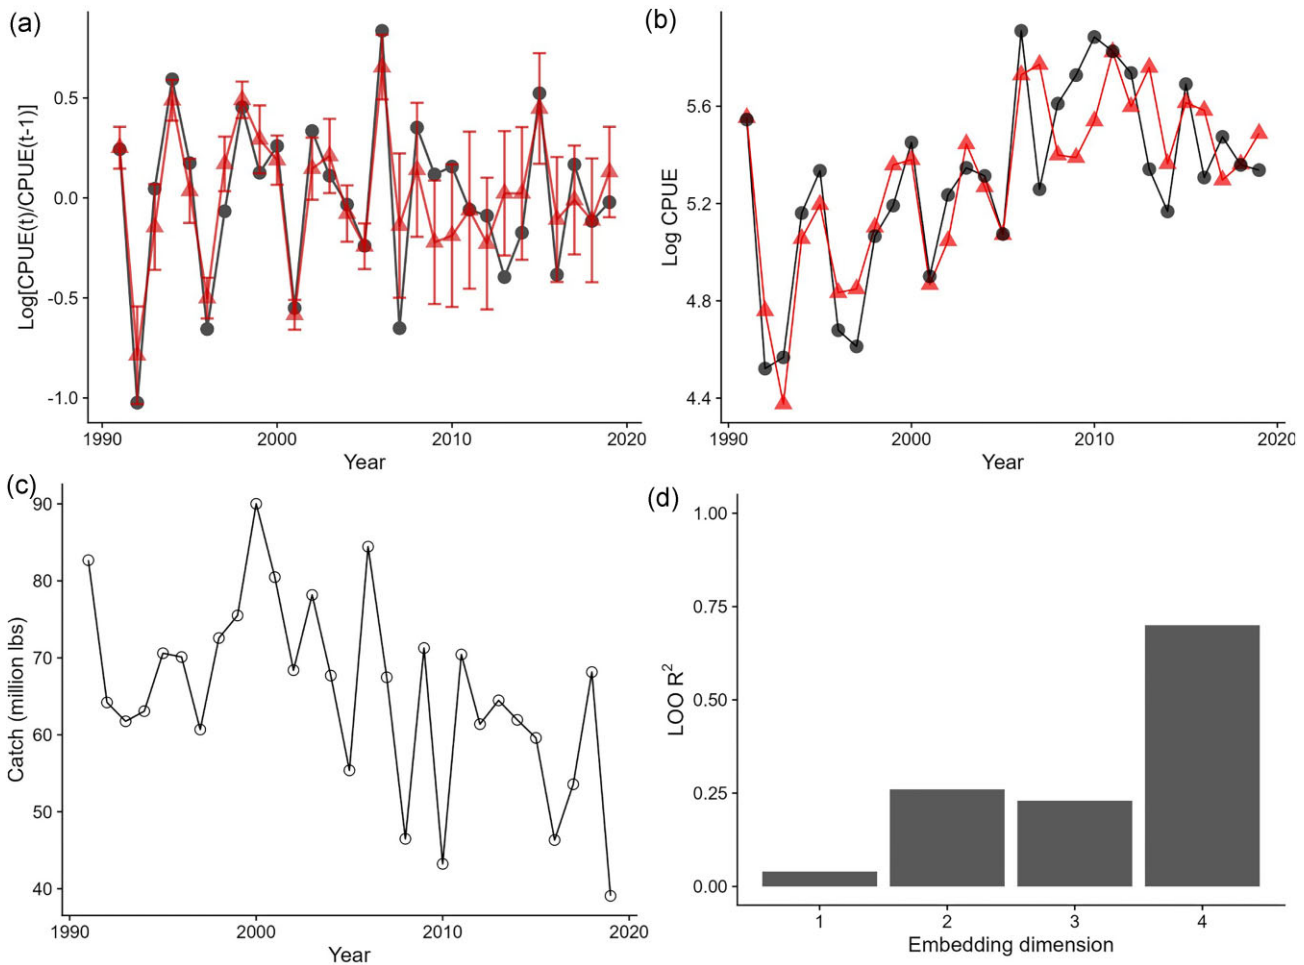 (a)
Log[CPUE(t)/CPUE(t-1)]
0.5
0.0
-0.5
-1.0
1990
2000
2010
2020
Year
(b)
Log CPUE
5.6
5.2
4.8
4.4
1990
2000
2010
2020
Year
(c)
Catch (million lbs)
90
80
70
60
50
40
1990
2000
2010
2020
Year
(d)
LOO R²
1.00
0.75
0.50
0.25
0.00
1
2
3
4
Embedding dimension